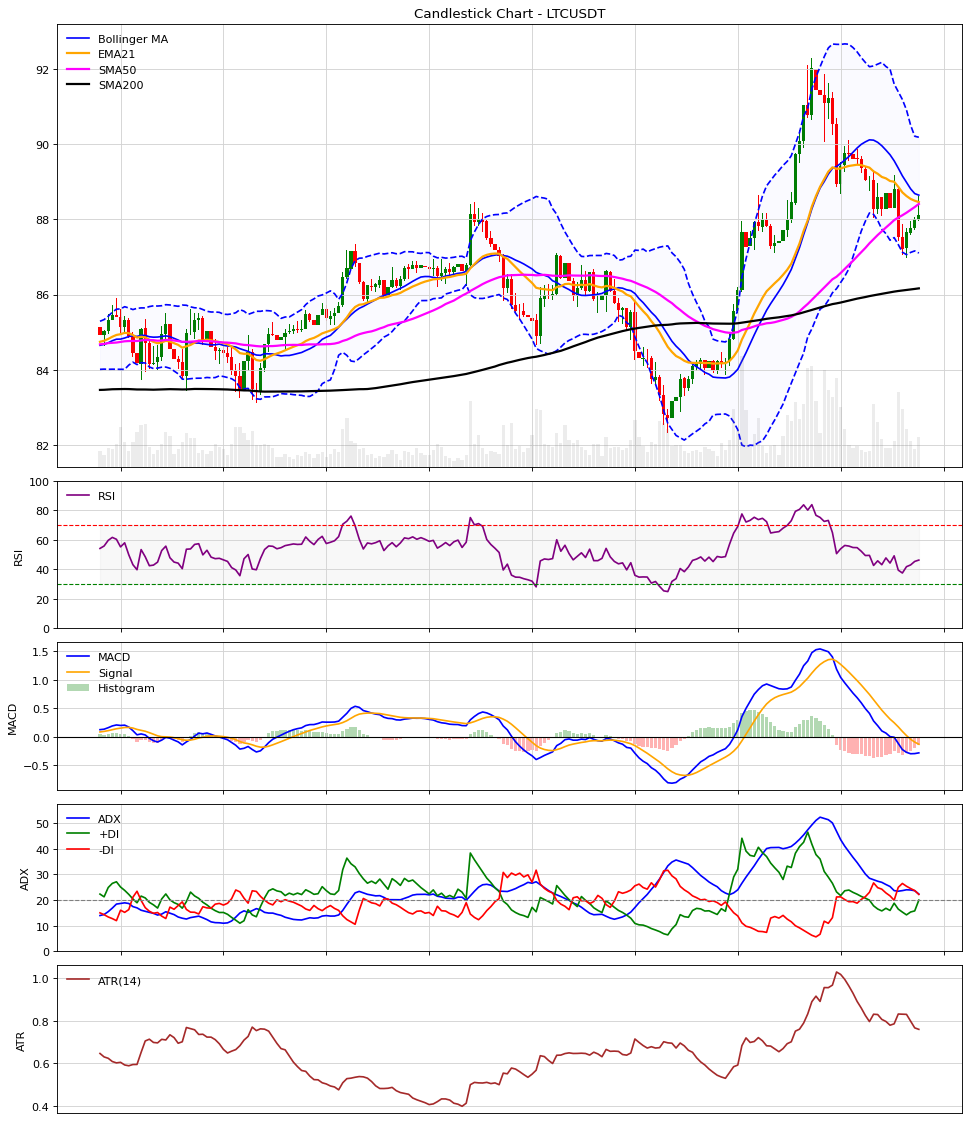 Candlestick Chart - LTCUSDT
Bollinger MA
EMA21
SMA50
SMA200
92
90
88
86
84
82
RSI
100
80
60
40
20
0
RSI
MACD
Signal
Histogram
1.5
1.0
0.5
0.0
−0.5
MACD
ADX
+DI
-DI
50
40
30
20
10
0
ADX
ATR(14)
1.0
0.8
0.6
0.4
ATR